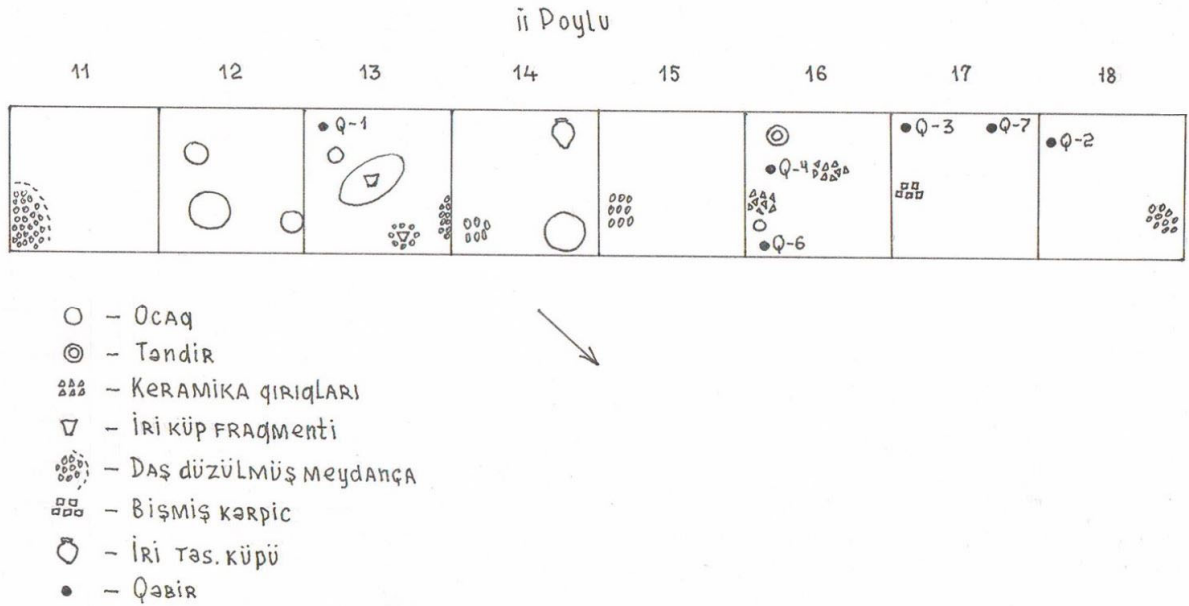 ii Poylu
11 12 13 14 15 16 17 18
Q-1 Q-3 Q-7
Q-4 Q-2
Q-6
– Ocaq
– Təndir
– Keramika qırıqları
– İri küp fraqmenti
– Daş düzülmüş meydança
– Bişmiş kərpic
– İri təs. küpü
– Qəbir